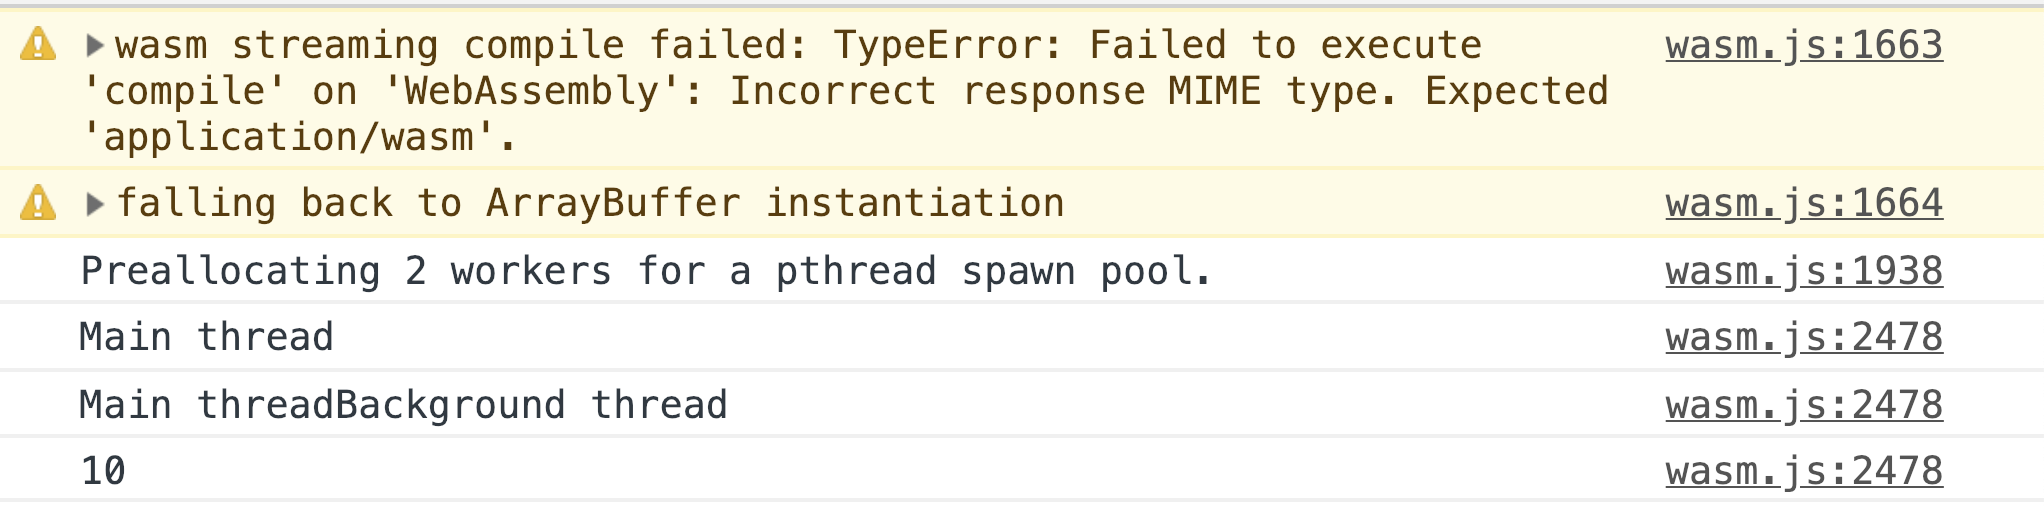 wasm streaming compile failed: TypeError: Failed to execute wasm.js:1663
'compile' on 'WebAssembly': Incorrect response MIME type. Expected
'application/wasm'.
falling back to ArrayBuffer instantiation wasm.js:1664
Preallocating 2 workers for a pthread spawn pool. wasm.js:1938
Main thread wasm.js:2478
Main threadBackground thread wasm.js:2478
10 wasm.js:2478